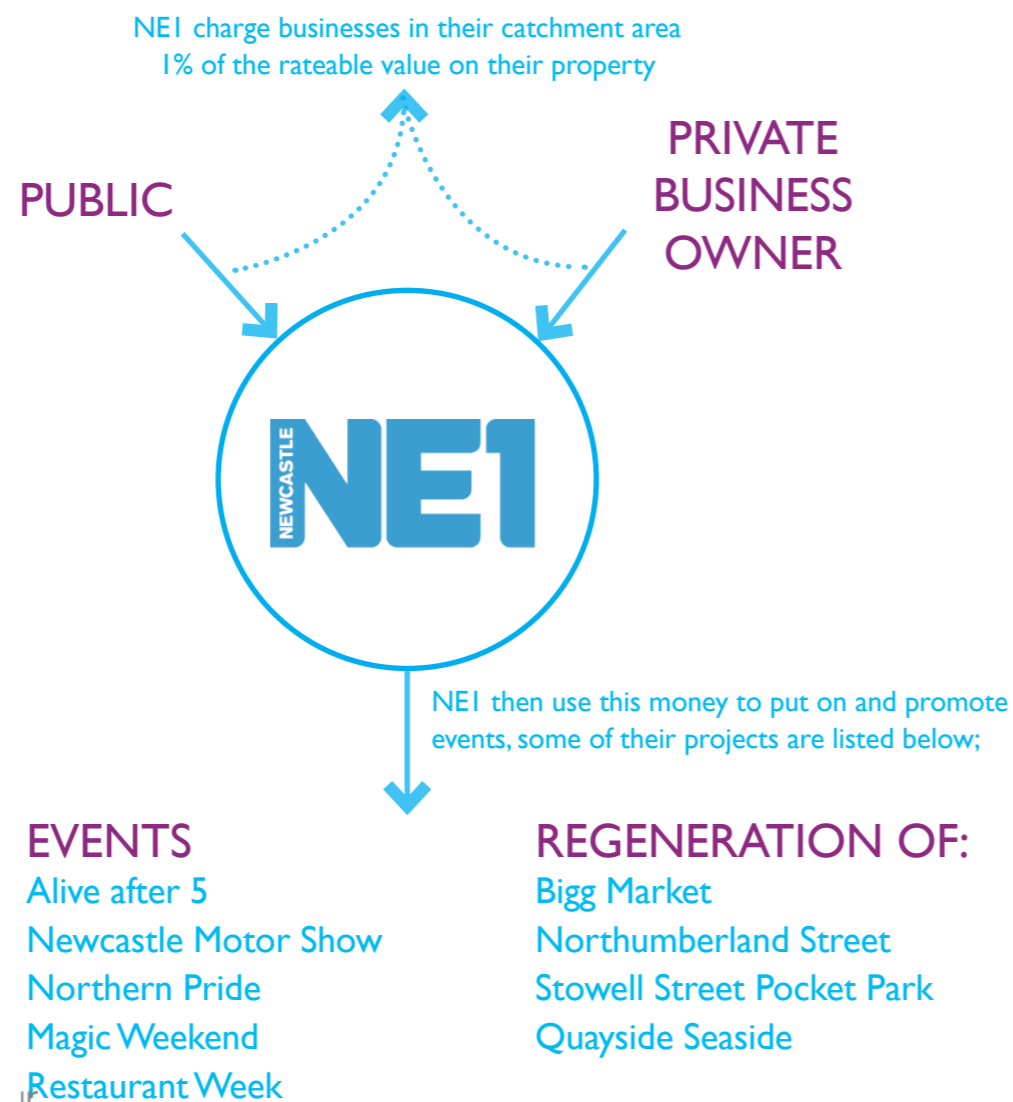 NE1 charge businesses in their catchment area
1% of the rateable value on their property
PUBLIC
PRIVATE
BUSINESS
OWNER
NEWCASTLE
NE1
NE1 then use this money to put on and promote
events, some of their projects are listed below;
EVENTS
Alive after 5
Newcastle Motor Show
Northern Pride
Magic Weekend
Restaurant Week
REGENERATION OF:
Bigg Market
Northumberland Street
Stowell Street Pocket Park
Quayside Seaside